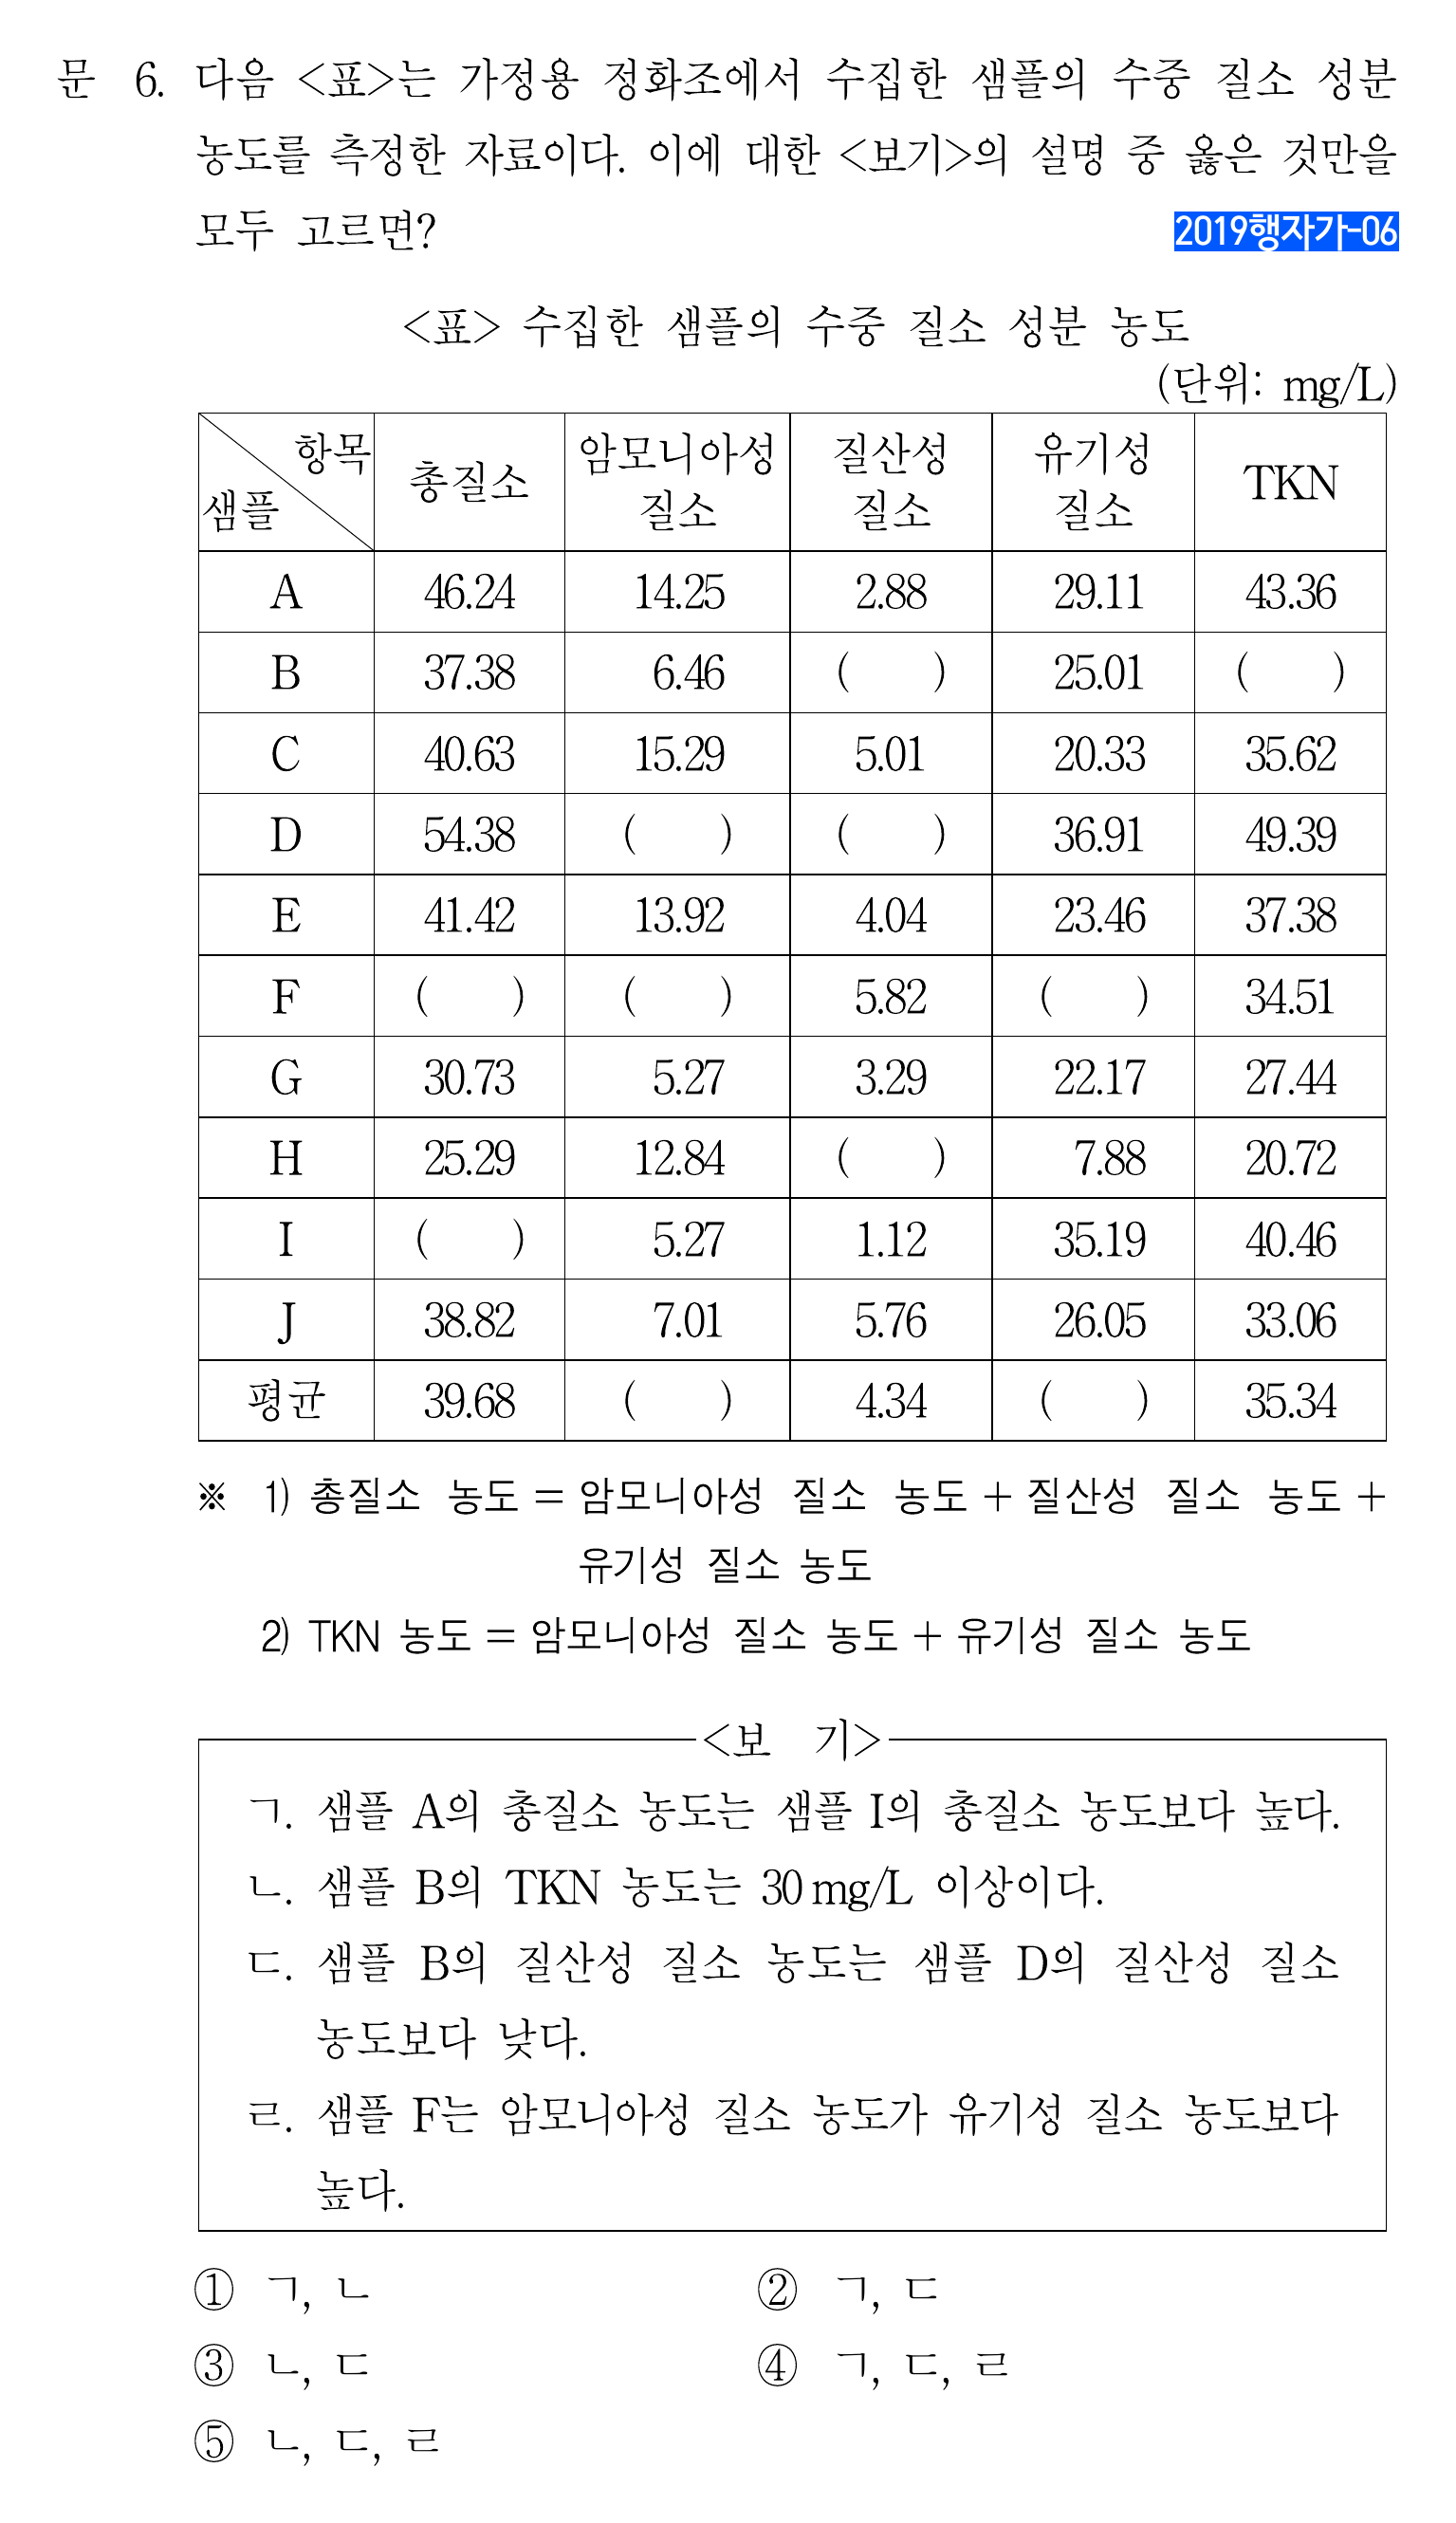 문 6. 다음 <표>는 가정용 정화조에서 수집한 샘플의 수중 질소 성분
농도를 측정한 자료이다. 이에 대한 <보기>의 설명 중 옳은 것만을
모두 고르면?
2019행자가-06
<표> 수집한 샘플의 수중 질소 성분 농도
(단위: mg/L)
항목 샘플 총질소 암모니아성 질소 질산성 질소 유기성 질소 TKN
A 46.24 14.25 2.88 29.11 43.36
B 37.38 6.46 ( ) 25.01 ( )
C 40.63 15.29 5.01 20.33 35.62
D 54.38 ( ) ( ) 36.91 49.39
E 41.42 13.92 4.04 23.46 37.38
F ( ) ( ) 5.82 ( ) 34.51
G 30.73 5.27 3.29 22.17 27.44
H 25.29 12.84 ( ) 7.88 20.72
I ( ) 5.27 1.12 35.19 40.46
J 38.82 7.01 5.76 26.05 33.06
평균 39.68 ( ) 4.34 ( ) 35.34
※ 1) 총질소 농도 = 암모니아성 질소 농도 + 질산성 질소 농도 +
유기성 질소 농도
2) TKN 농도 = 암모니아성 질소 농도 + 유기성 질소 농도
<보 기>
ㄱ. 샘플 A의 총질소 농도는 샘플 I의 총질소 농도보다 높다.
ㄴ. 샘플 B의 TKN 농도는 30 mg/L 이상이다.
ㄷ. 샘플 B의 질산성 질소 농도는 샘플 D의 질산성 질소
농도보다 낮다.
ㄹ. 샘플 F는 암모니아성 질소 농도가 유기성 질소 농도보다
높다.
① ㄱ, ㄴ ② ㄱ, ㄷ
③ ㄴ, ㄷ ④ ㄱ, ㄷ, ㄹ
⑤ ㄴ, ㄷ, ㄹ